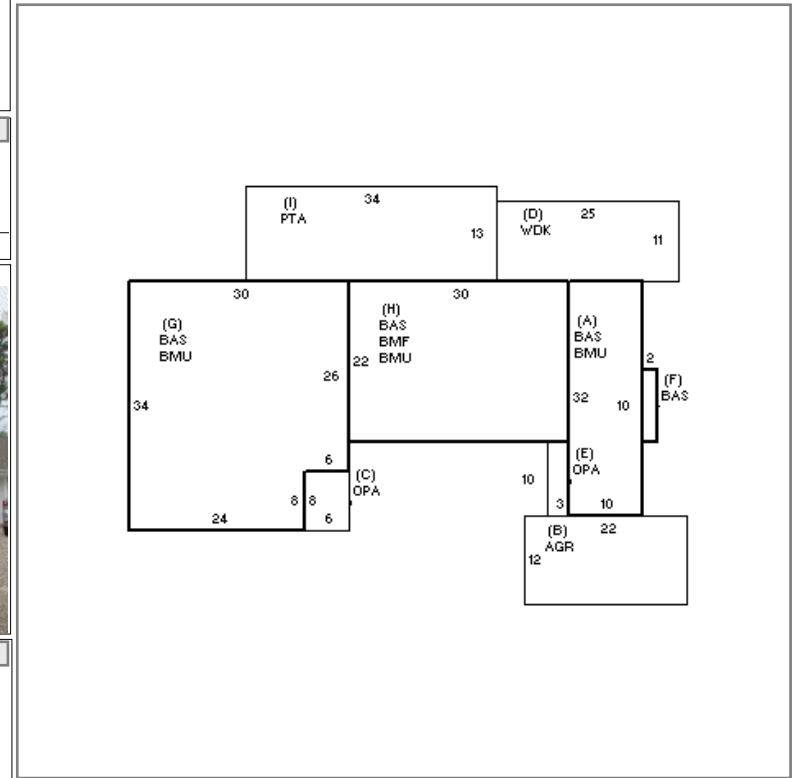 (I)
PTA
34
13
(D)
WDK
25
11
30
(G)
BAS
BMU
34
26
6
8
8
6
24
(C)
OPA
30
(H)
BAS
BMF
BMU
22
(A)
BAS
BMU
32
10
2
(F)
BAS
(E)
OPA
10
3
10
(B)
AGR
22
12